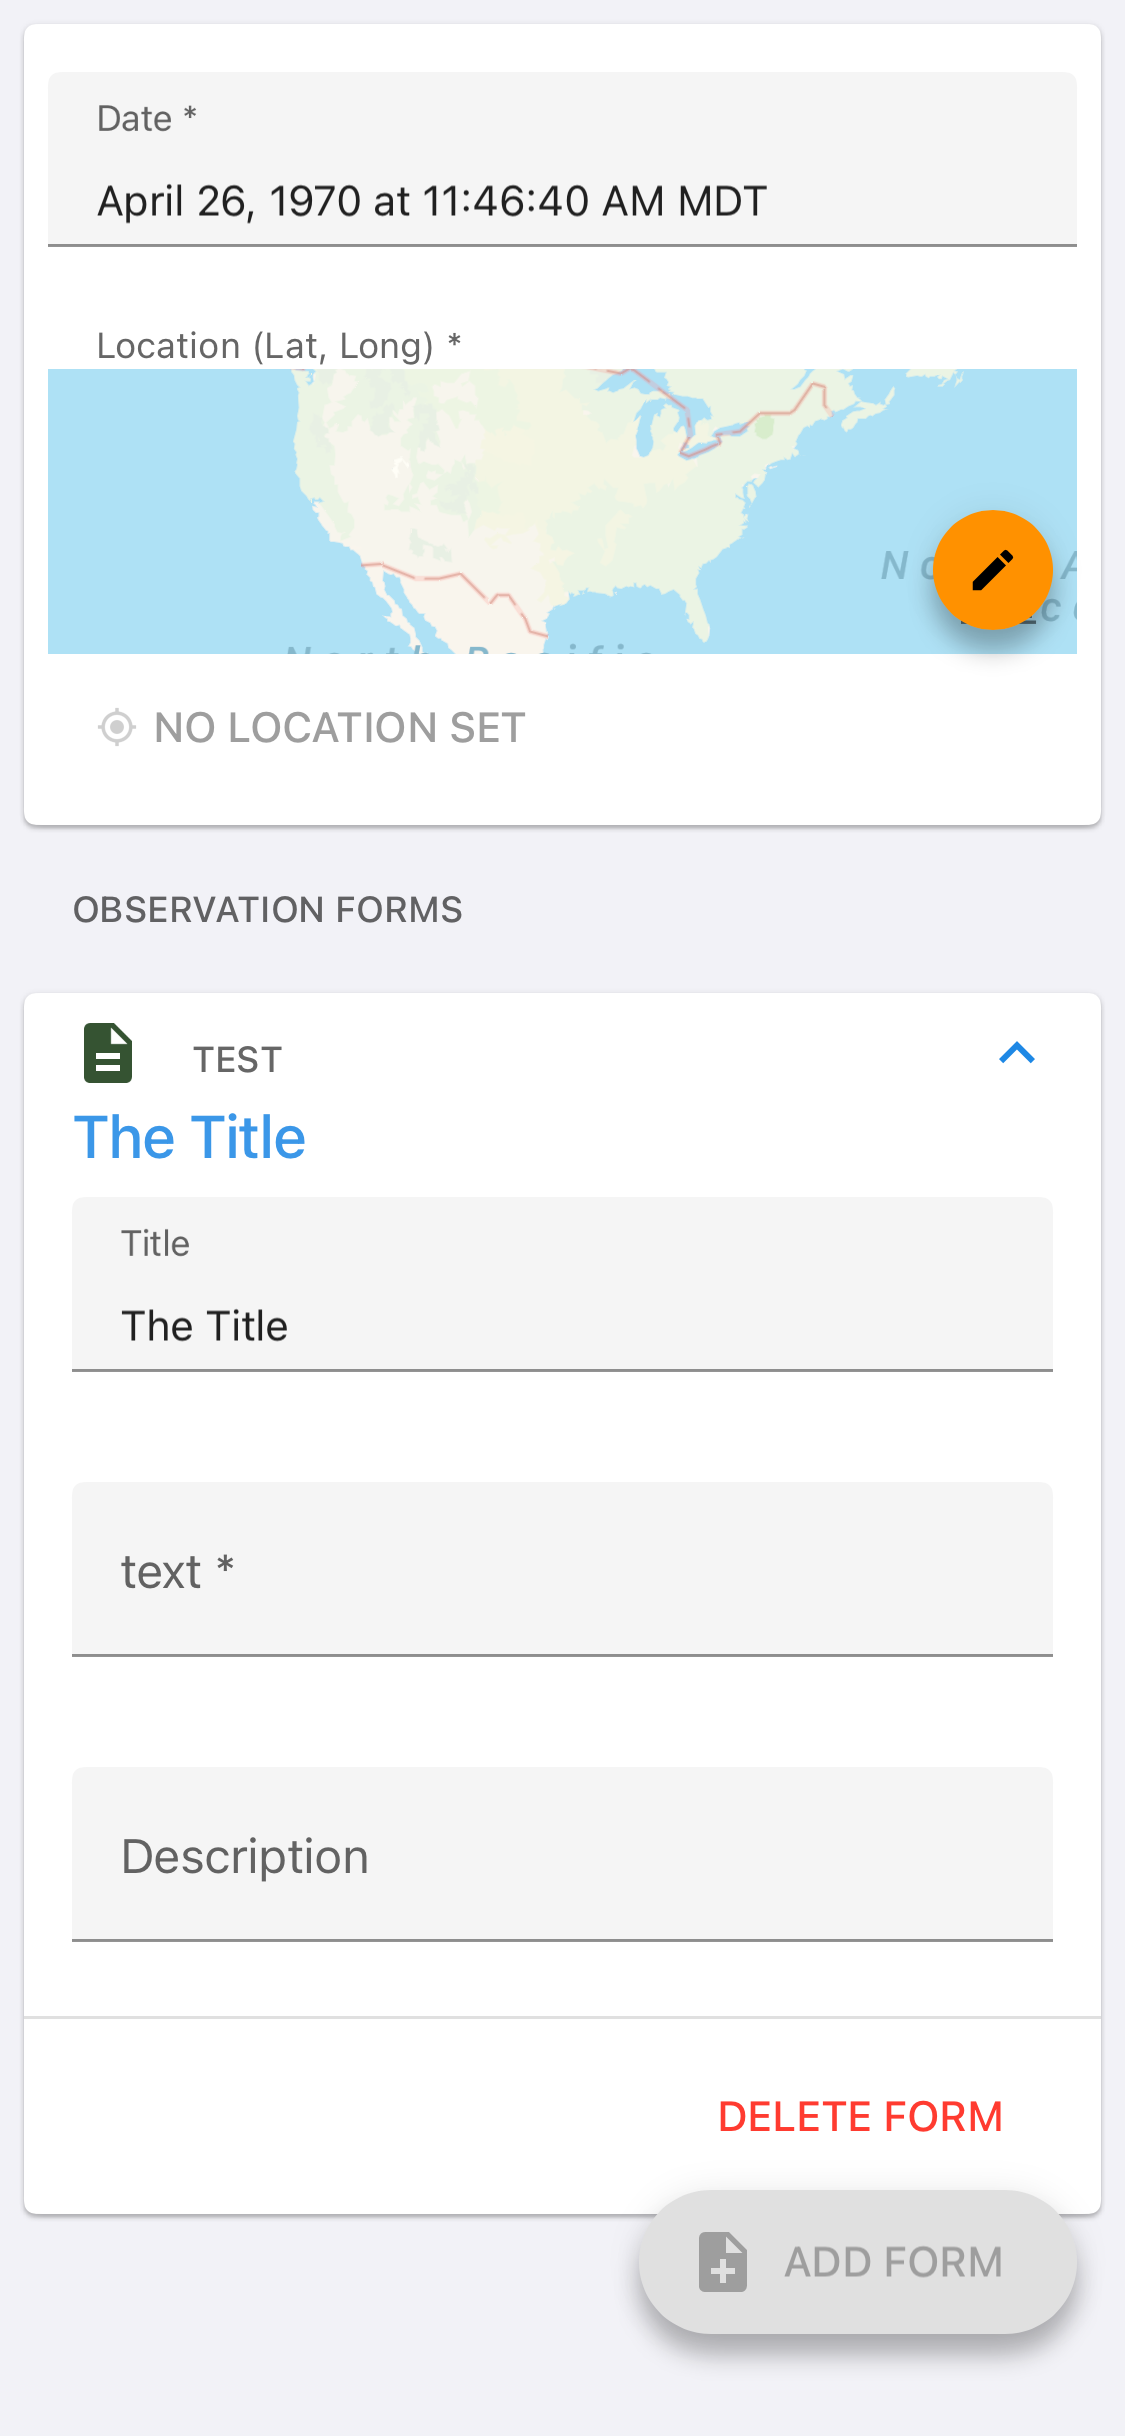 Date *
April 26, 1970 at 11:46:40 AM MDT
Location (Lat, Long) *
NO LOCATION SET
OBSERVATION FORMS
TEST
The Title
Title
The Title
text *
Description
DELETE FORM
ADD FORM